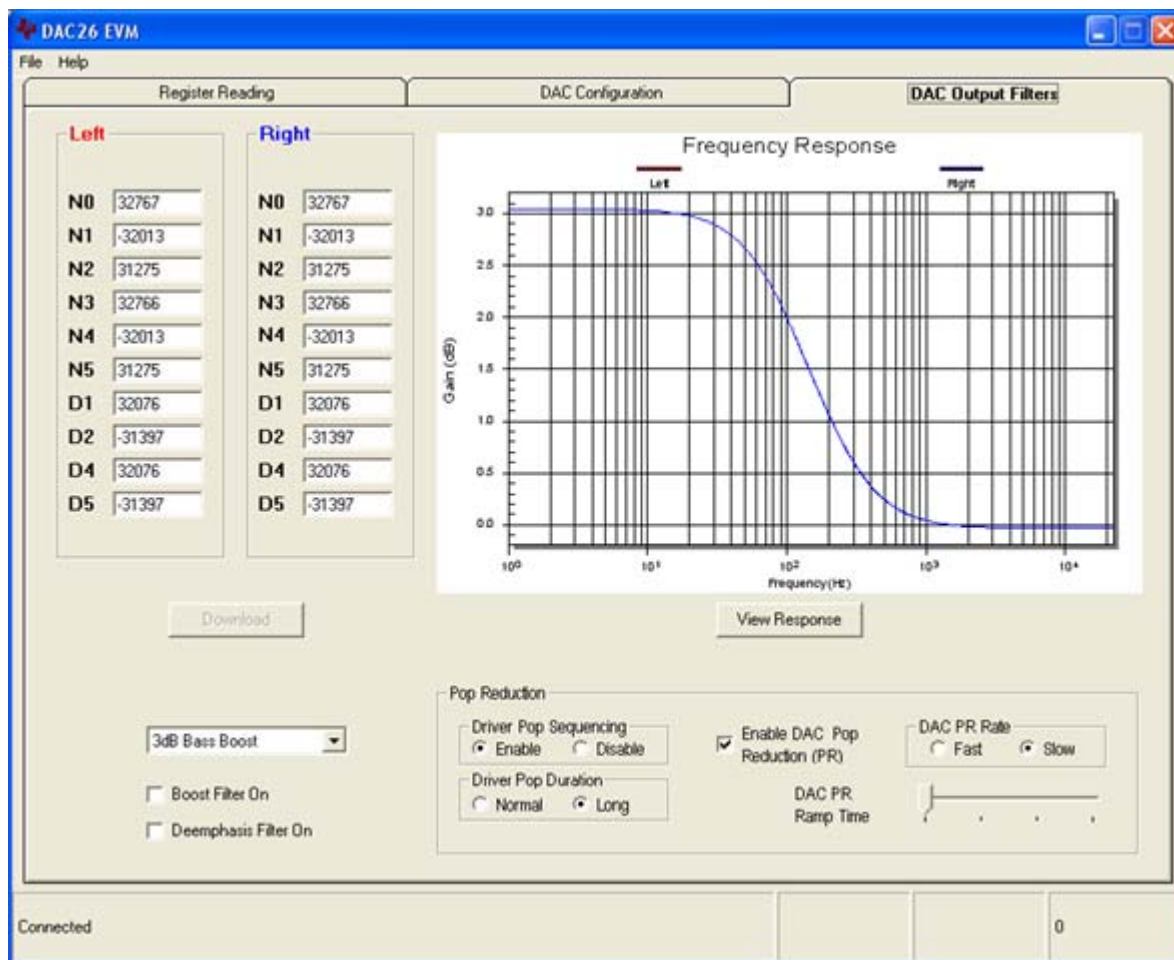 DAC26 EVM
File Help
Register Reading
DAC Configuration
DAC Output Filters
Left
N0 32767
N1 -32013
N2 31275
N3 32766
N4 -32013
N5 31275
D1 32076
D2 -31397
D4 32076
D5 -31397
Right
N0 32767
N1 -32013
N2 31275
N3 32766
N4 -32013
N5 31275
D1 32076
D2 -31397
D4 32076
D5 -31397
Frequency Response
Left
Right
Gain (dB)
3.0
2.5
2.0
1.5
1.0
0.5
0.0
10⁰ 10¹ 10² 10³ 10⁴
Frequency(Hz)
Download
View Response
3dB Bass Boost
Boost Filter On
Deemphasis Filter On
Pop Reduction
Driver Pop Sequencing
Enable Disable
Driver Pop Duration
Normal Long
Enable DAC Pop
Reduction (PR)
DAC PR Rate
Fast Slow
DAC PR
Ramp Time
Connected
0